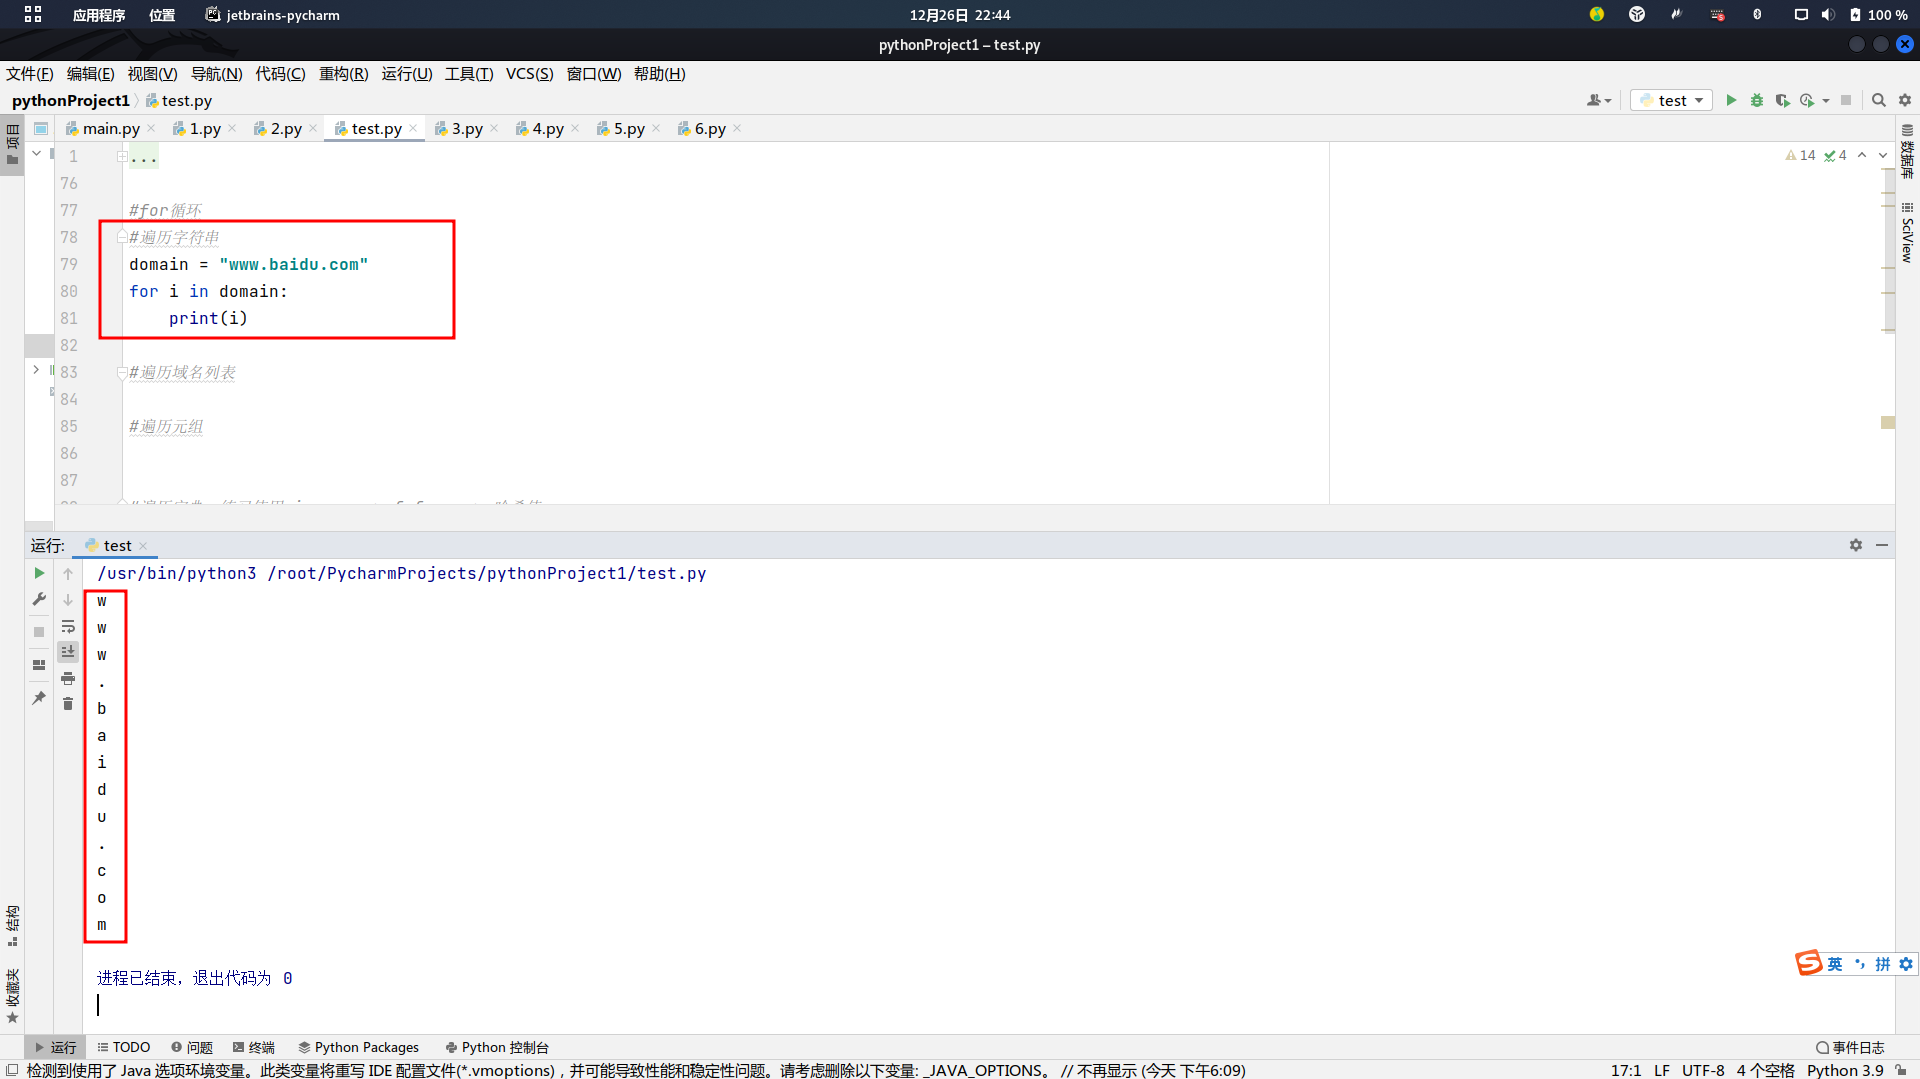 应用程序 位置 jetbrains-pycharm 12月26日 22:44 100 %
pythonProject1 – test.py
文件(F) 编辑(E) 视图(V) 导航(N) 代码(C) 重构(R) 运行(U) 工具(T) VCS(S) 窗口(W) 帮助(H)
pythonProject1 test.py test
main.py 1.py 2.py test.py 3.py 4.py 5.py 6.py
项目
数据库
SciView
14 4
1 ...
76
77 #for循环
78 #遍历字符串
79 domain = "www.baidu.com"
80 for i in domain:
81 print(i)
82
83 #遍历域名列表
84
85 #遍历元组
86
87
运行: test
/usr/bin/python3 /root/PycharmProjects/pythonProject1/test.py
w
w
w
.
b
a
i
d
u
.
c
o
m
进程已结束，退出代码为 0
结构
收藏夹
英 拼
运行 TODO 问题 终端 Python Packages Python 控制台 事件日志
检测到使用了 Java 选项环境变量。此类变量将重写 IDE 配置文件(*.vmoptions)，并可能导致性能和稳定性问题。请考虑删除以下变量: _JAVA_OPTIONS。 // 不再显示 (今天 下午6:09) 17:1 LF UTF-8 4 个空格 Python 3.9